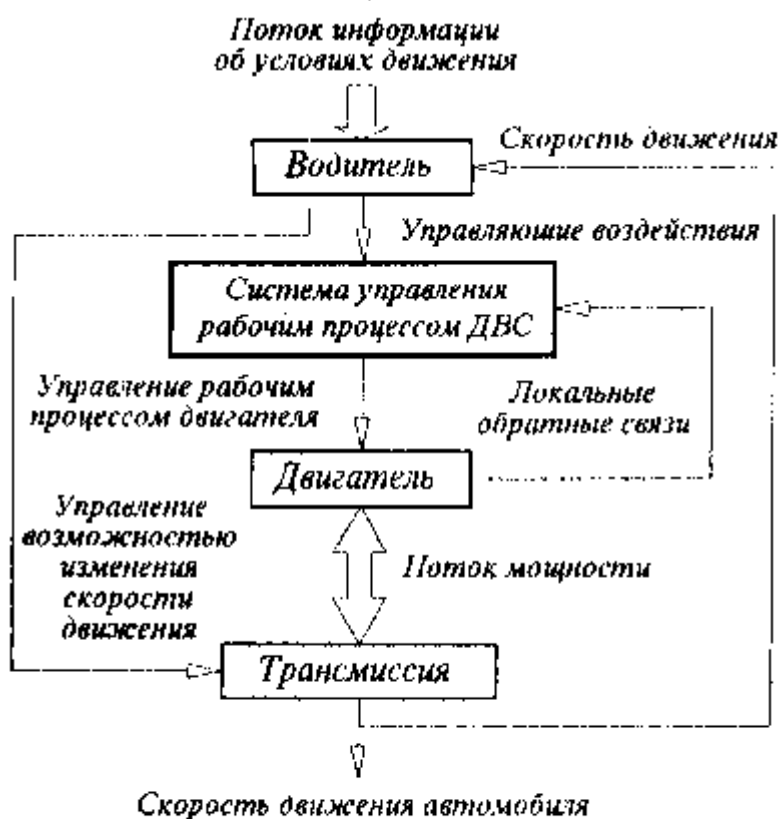 Поток информации
об условиях движения
Скорость движения
Водитель
Управляюшие воздействия
Система управления
рабочим процессом ДВС
Управление рабочим
процессом двигателя
Локальные
обратные связи
Двигатель
Управление
возможностью
изменения
скорости
движения
Поток мощности
Трансмиссия
Скорость движения автомобиля